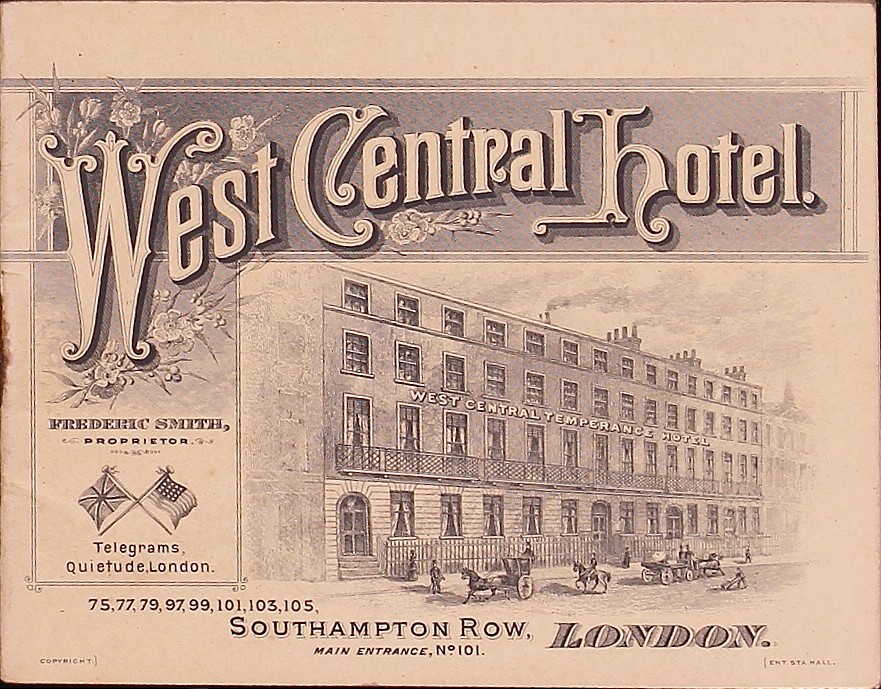 West Central Hotel.
WEST CENTRAL TEMPERANCE HOTEL
FREDERIC SMITH,
PROPRIETOR.
Telegrams,
Quietude, London.
75, 77, 79, 97, 99, 101, 103, 105,
SOUTHAMPTON ROW, LONDON.
MAIN ENTRANCE, No 101.
COPYRIGHT.)
(ENT. STA. HALL.